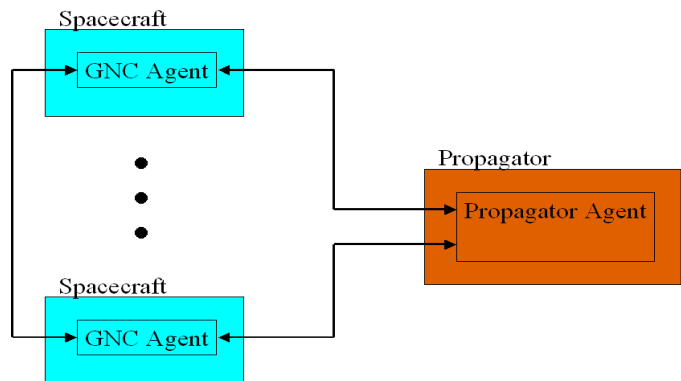 Spacecraft
GNC Agent
Propagator
Propagator Agent
Spacecraft
GNC Agent